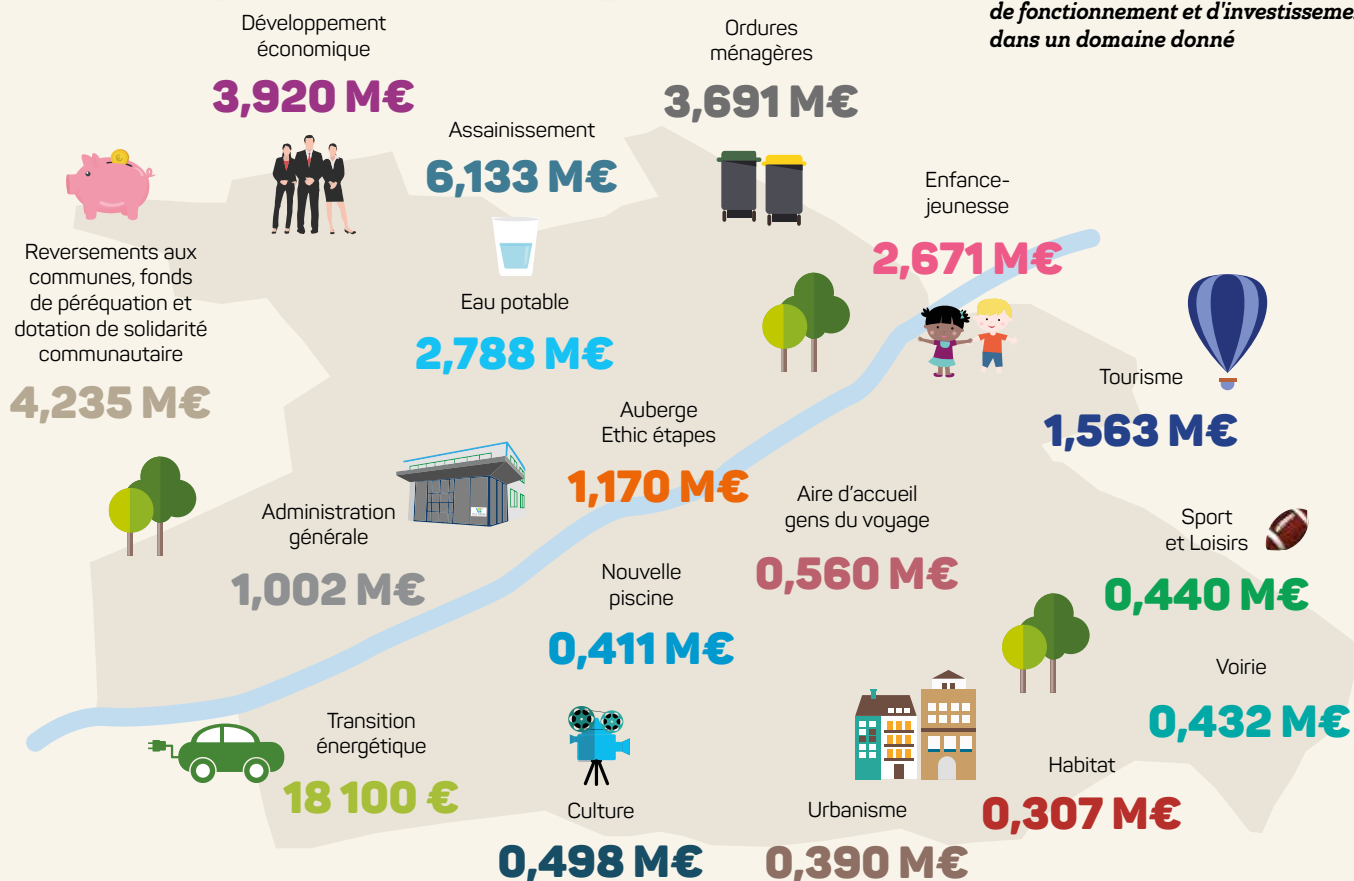 de fonctionnement et d'investisseme
dans un domaine donné
Développement
économique
3,920 M€
Ordures
ménagères
3,691 M€
Assainissement
6,133 M€
Enfance-
jeunesse
2,671 M€
Reversements aux
communes, fonds
de péréquation et
dotation de solidarité
communautaire
4,235 M€
Eau potable
2,788 M€
Tourisme
1,563 M€
Auberge
Ethic étapes
1,170 M€
Administration
générale
1,002 M€
Aire d'accueil
gens du voyage
0,560 M€
Sport
et Loisirs
0,440 M€
Nouvelle
piscine
0,411 M€
Voirie
0,432 M€
Transition
énergétique
18 100 €
Culture
0,498 M€
Urbanisme
0,390 M€
Habitat
0,307 M€